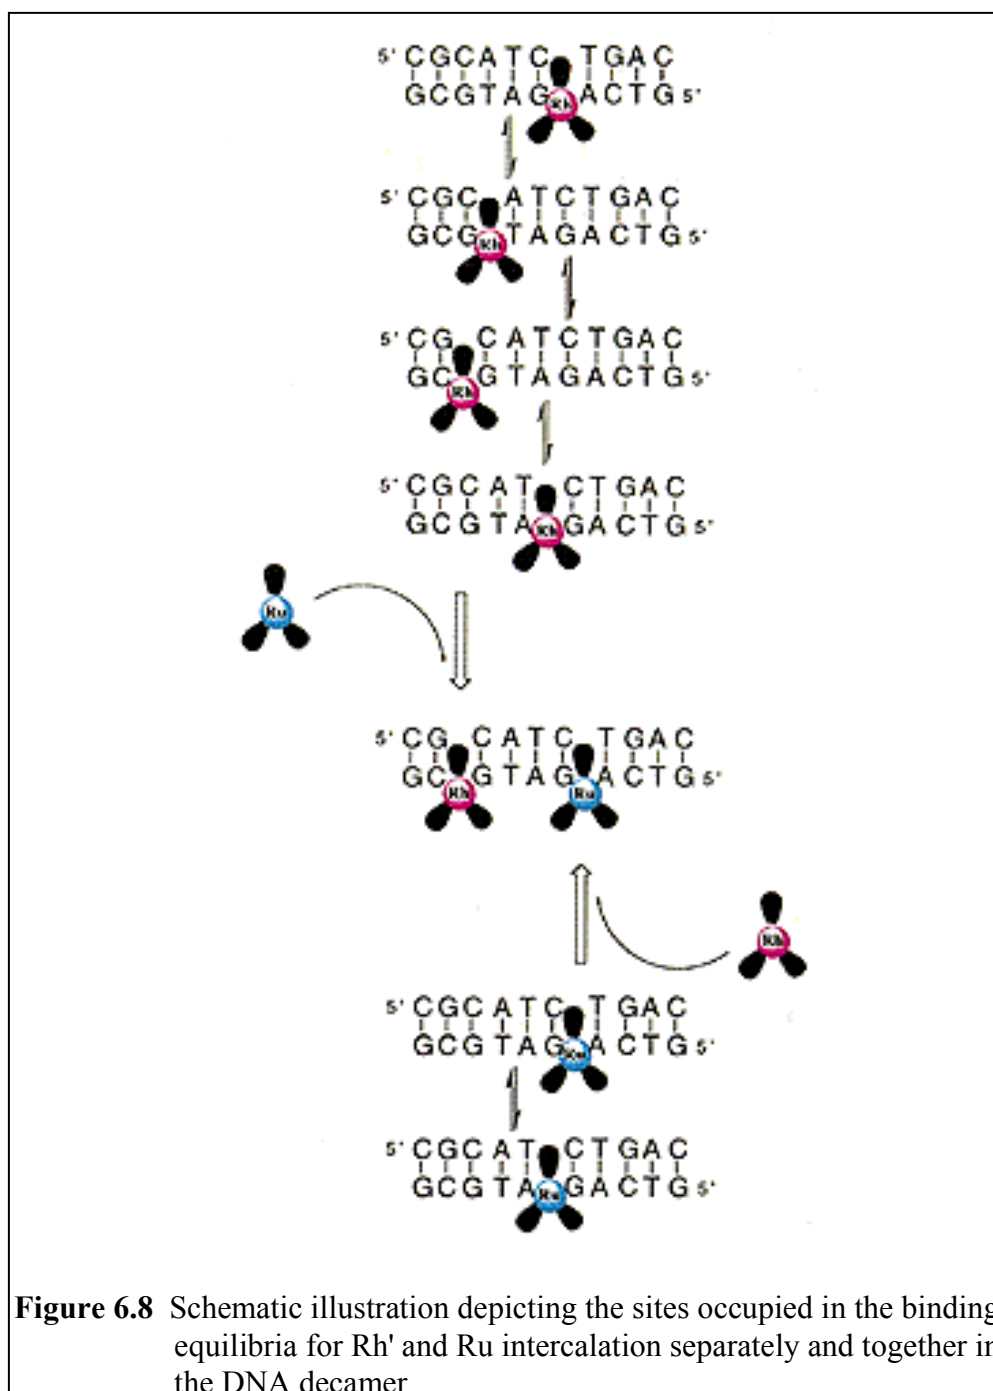 5' CGCATC TGAC
GCGTAG Rh ACTG 5'
5' CGC ATCTGAC
GCG Rh TAGACTG 5'
5' CG CATCTGAC
GC Rh GTAGACTG 5'
5' CGCAT CTGAC
GCGTA Rh GACTG 5'
Ru
5' CG CATC TGAC
GC Rh GTAG Ru ACTG 5'
Rh
5' CGCATC TGAC
GCGTAG Ru ACTG 5'
5' CGCAT CTGAC
GCGTA Ru GACTG 5'
Figure 6.8 Schematic illustration depicting the sites occupied in the binding
equilibria for Rh' and Ru intercalation separately and together in
the DNA decamer